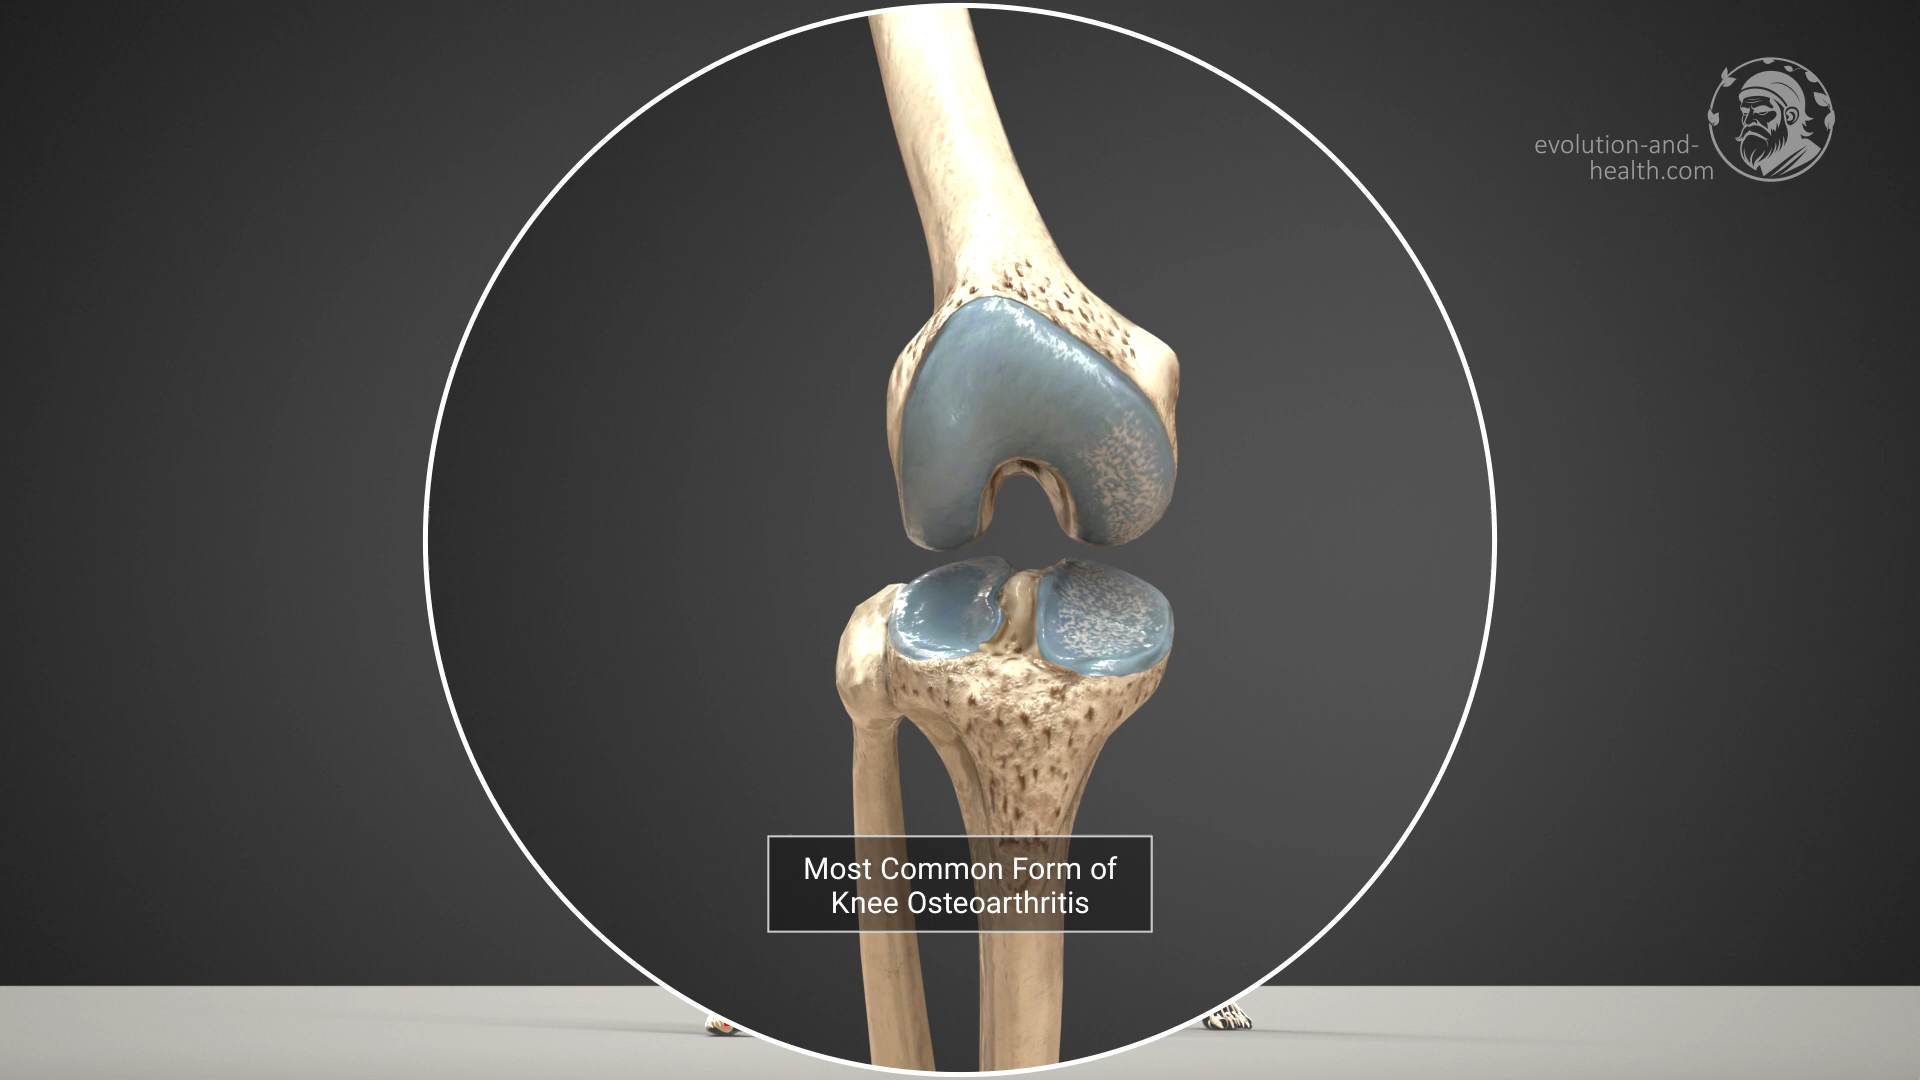 evolution-and-
health.com
Most Common Form of
Knee Osteoarthritis